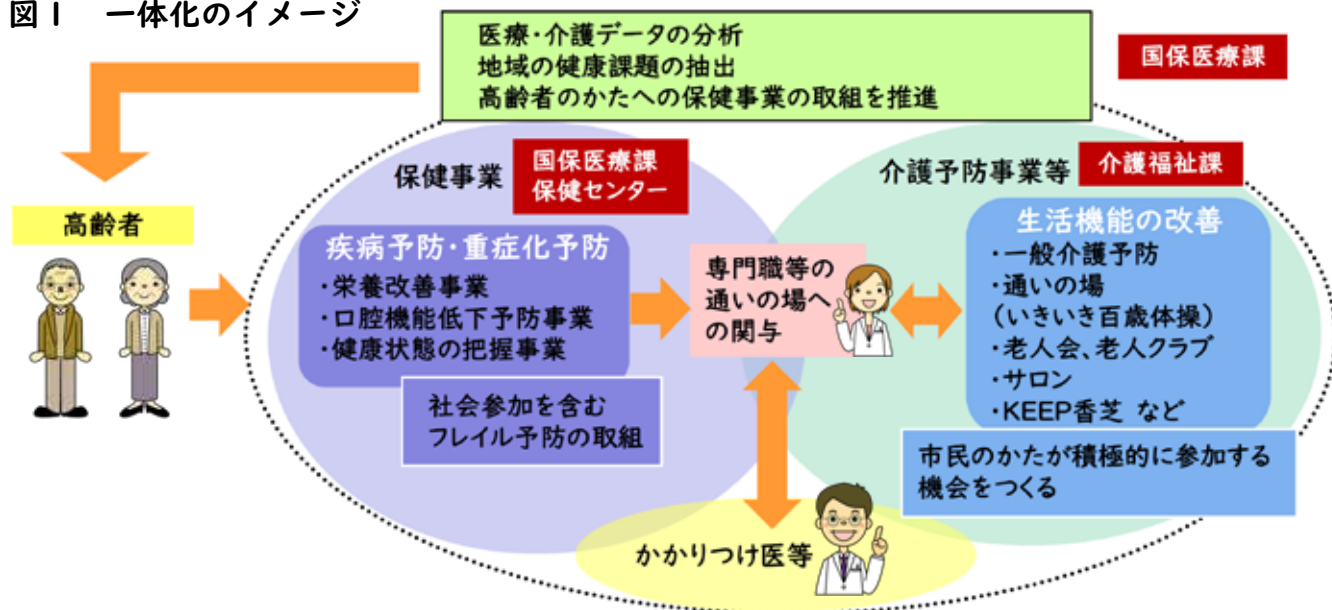 図1 一体化のイメージ
医療・介護データの分析
地域の健康課題の抽出
高齢者のかたへの保健事業の取組を推進
国保医療課
高齢者
保健事業
国保医療課
保健センター
疾病予防・重症化予防
・栄養改善事業
・口腔機能低下予防事業
・健康状態の把握事業
社会参加を含む
フレイル予防の取組
専門職等の
通いの場へ
の関与
介護予防事業等
介護福祉課
生活機能の改善
・一般介護予防
・通いの場
（いきいき百歳体操）
・老人会、老人クラブ
・サロン
・KEEP香芝 など
市民のかたが積極的に参加する
機会をつくる
かかりつけ医等